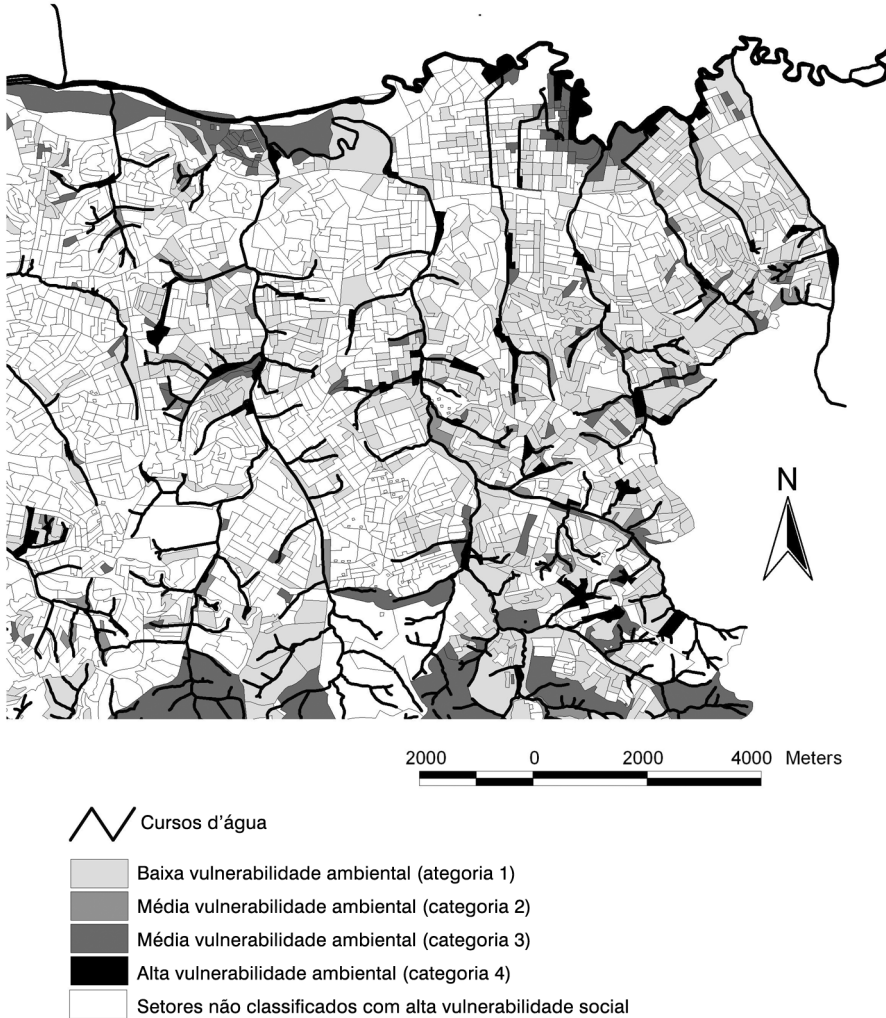 N
2000 0 2000 4000 Meters
Cursos d'água
Baixa vulnerabilidade ambiental (ategoria 1)
Média vulnerabilidade ambiental (categoria 2)
Média vulnerabilidade ambiental (categoria 3)
Alta vulnerabilidade ambiental (categoria 4)
Setores não classificados com alta vulnerabilidade social